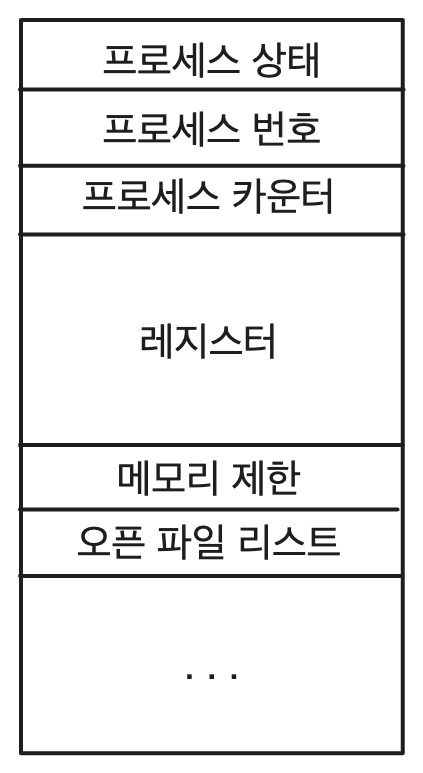 프로세스 상태
프로세스 번호
프로세스 카운터
레지스터
메모리 제한
오픈 파일 리스트
...